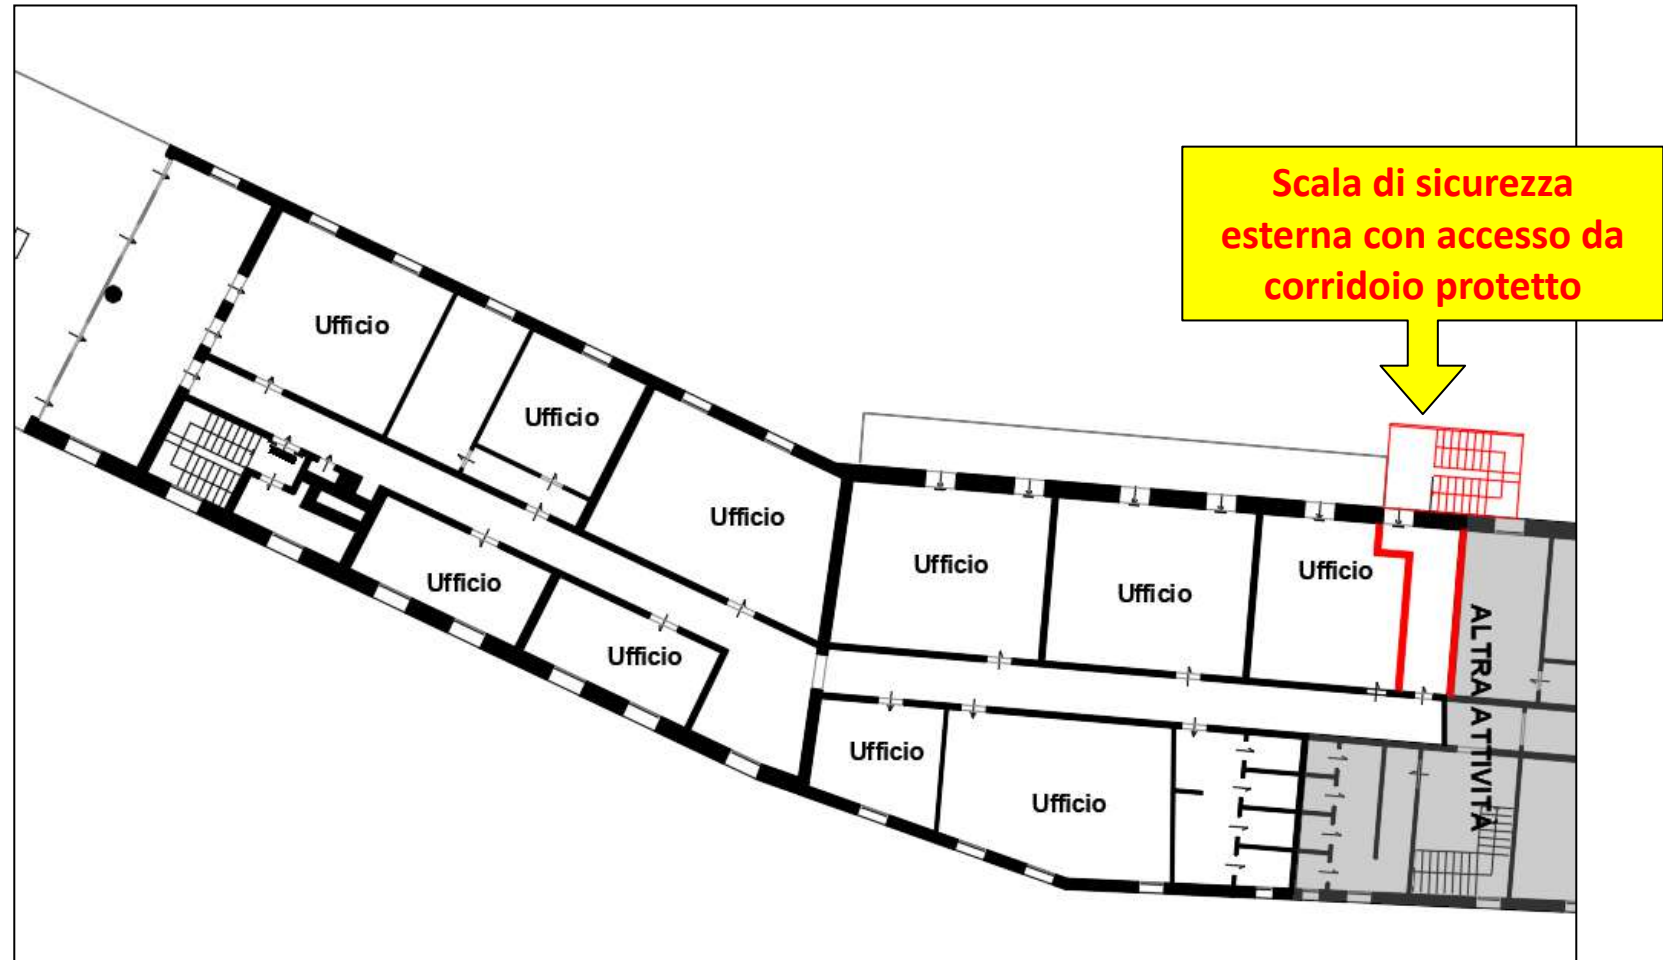 Scala di sicurezza
esterna con accesso da
corridoio protetto
Ufficio
Ufficio
Ufficio
Ufficio
Ufficio
Ufficio
Ufficio
Ufficio
Ufficio
Ufficio
ALTRA ATTIVITÀ